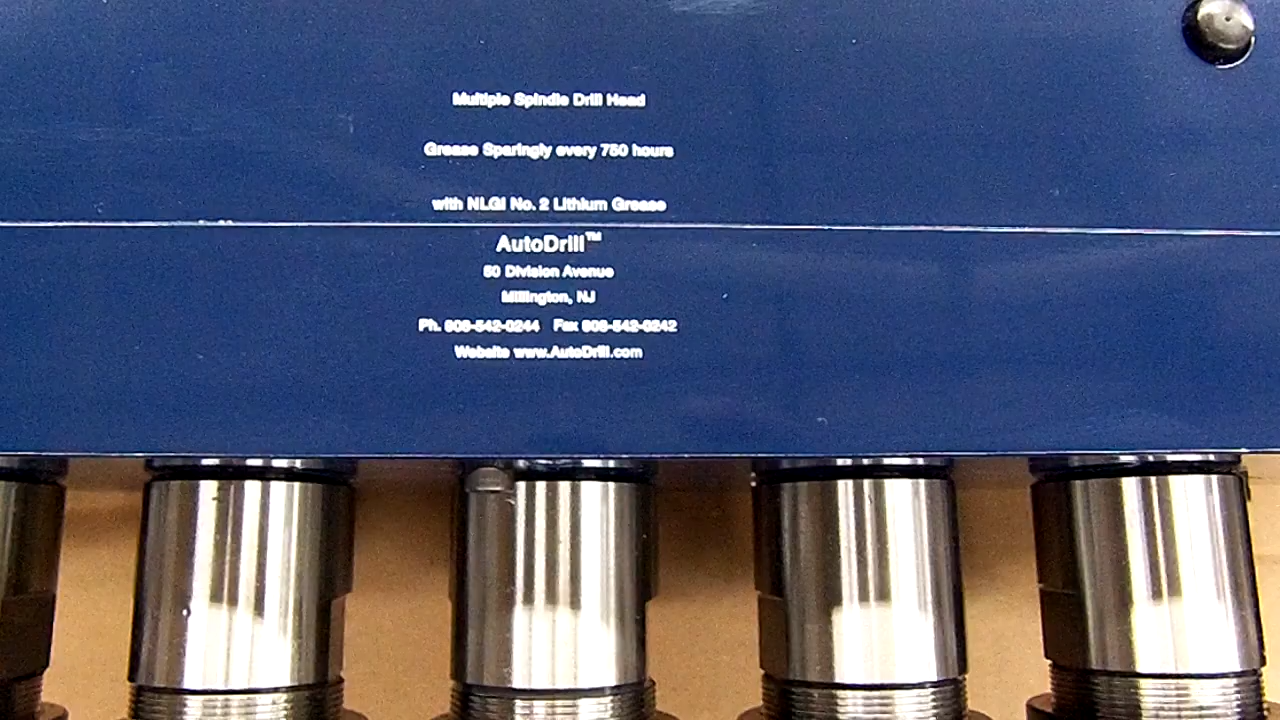 Multiple Spindle Drill Head
Grease Sparingly every 750 hours
with NLGI No. 2 Lithium Grease
AutoDrill™
50 Division Avenue
Millington, NJ
Ph. 908-542-0244 Fax 908-542-0242
Website www.AutoDrill.com